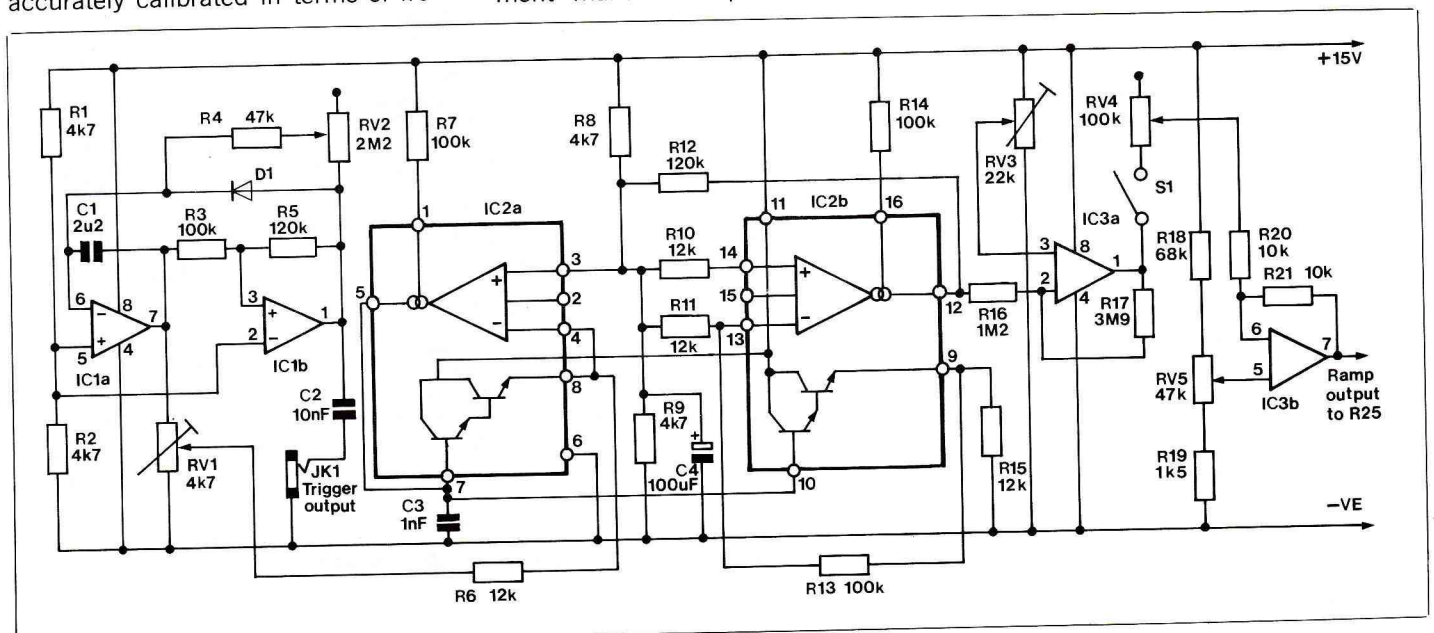 accurately calibrated in terms of
+15V
R1
4k7
R4 47k
RV2
2M2
R7
100k
R8
4k7
R12
120k
R14
100k
RV3
22k
RV4
100k
S1
D1
C1
2u2
R3
100k
R5
120k
1
IC2a
R10
12k
11
IC2b
16
IC3a
R18
68k
R20
10k
R21 10k
6
5
IC1a
8
7
4
3
2
1
IC1b
5
+
-
3
2
4
8
6
7
R11
12k
14
15
13
+
-
12
R16
1M2
9
10
3
2
8
1
4
R17
3M9
RV5
47k
6
5
7
IC3b
Ramp
output
to R25
C2
10nF
R2
4k7
RV1
4k7
JK1
Trigger
output
C3
1nF
R9
4k7
+
C4
100uF
R15
12k
R19
1k5
-VE
R6 12k
R13 100k